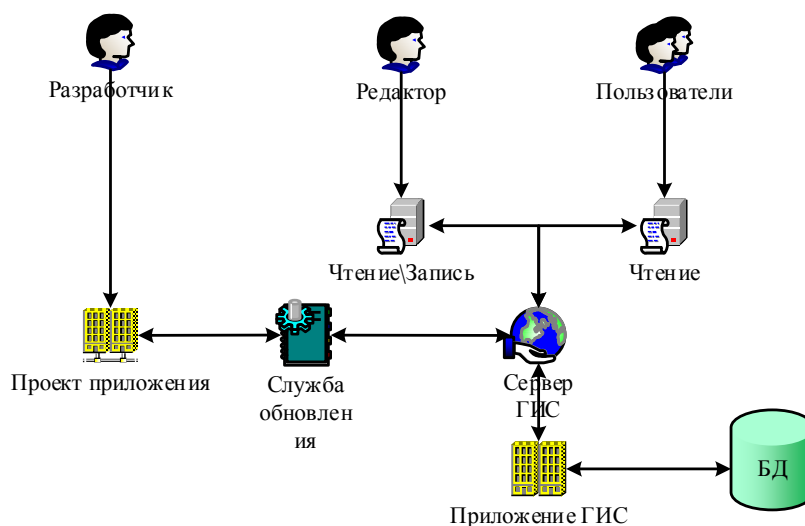 Разработчик
Редактор
Пользователи
Чтение\Запись
Чтение
Проект приложения
Служба
обновлен
ия
Сервер
ГИС
БД
Приложение ГИС